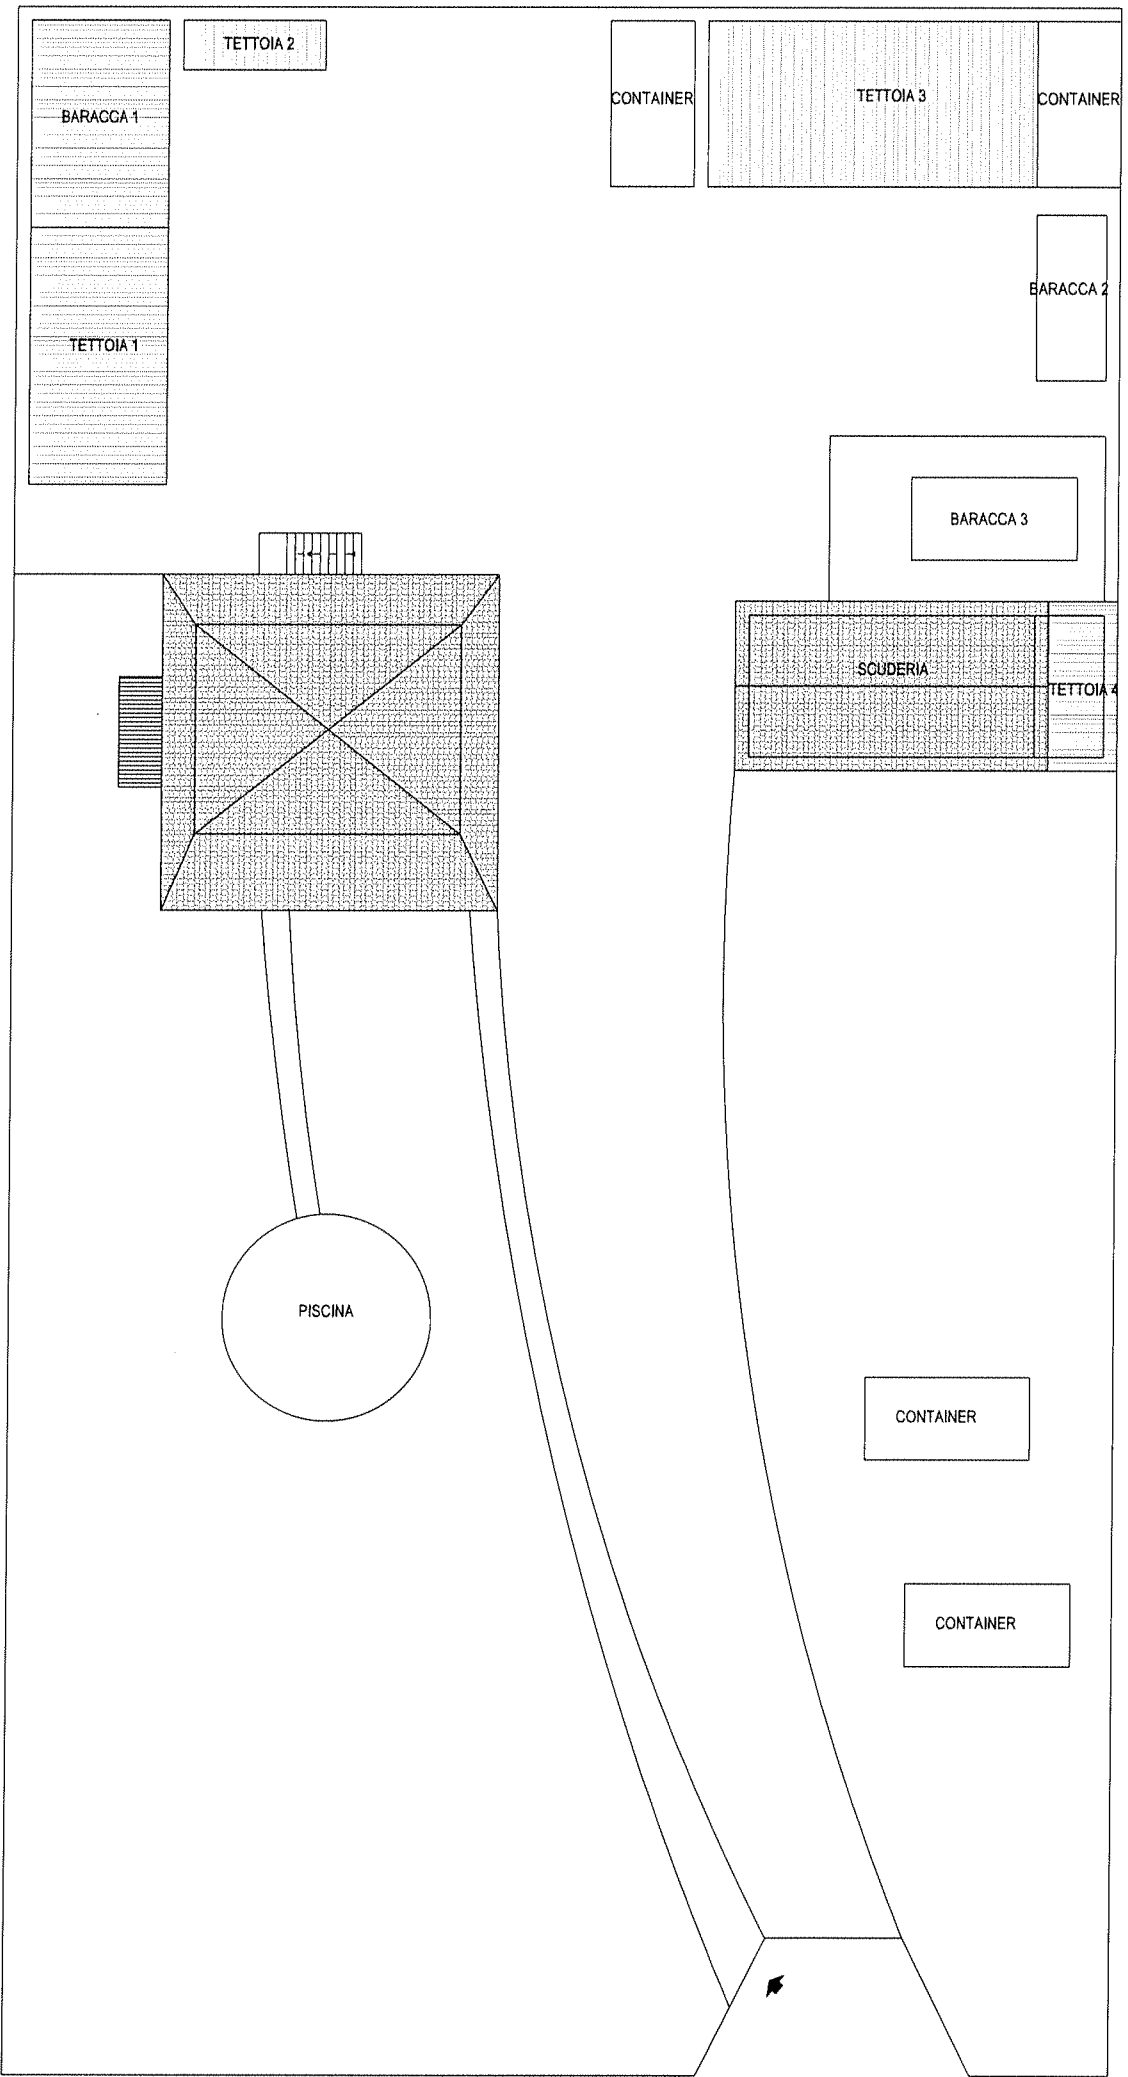 TETTOIA 2
BARACCA 1
CONTAINER
TETTOIA 3
CONTAINER
BARACCA 2
TETTOIA 1
BARACCA 3
SCUDERIA
TETTOIA 4
PISCINA
CONTAINER
CONTAINER